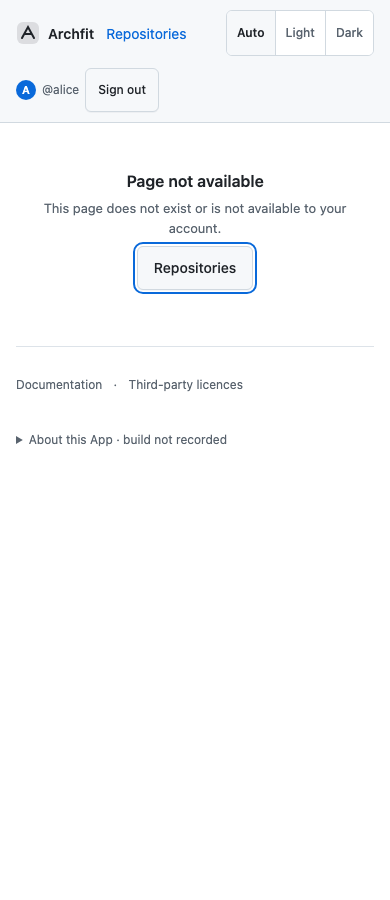 Archfit Repositories Auto Light Dark
A @alice Sign out
Page not available
This page does not exist or is not available to your
account.
Repositories
Documentation · Third-party licences
About this App · build not recorded